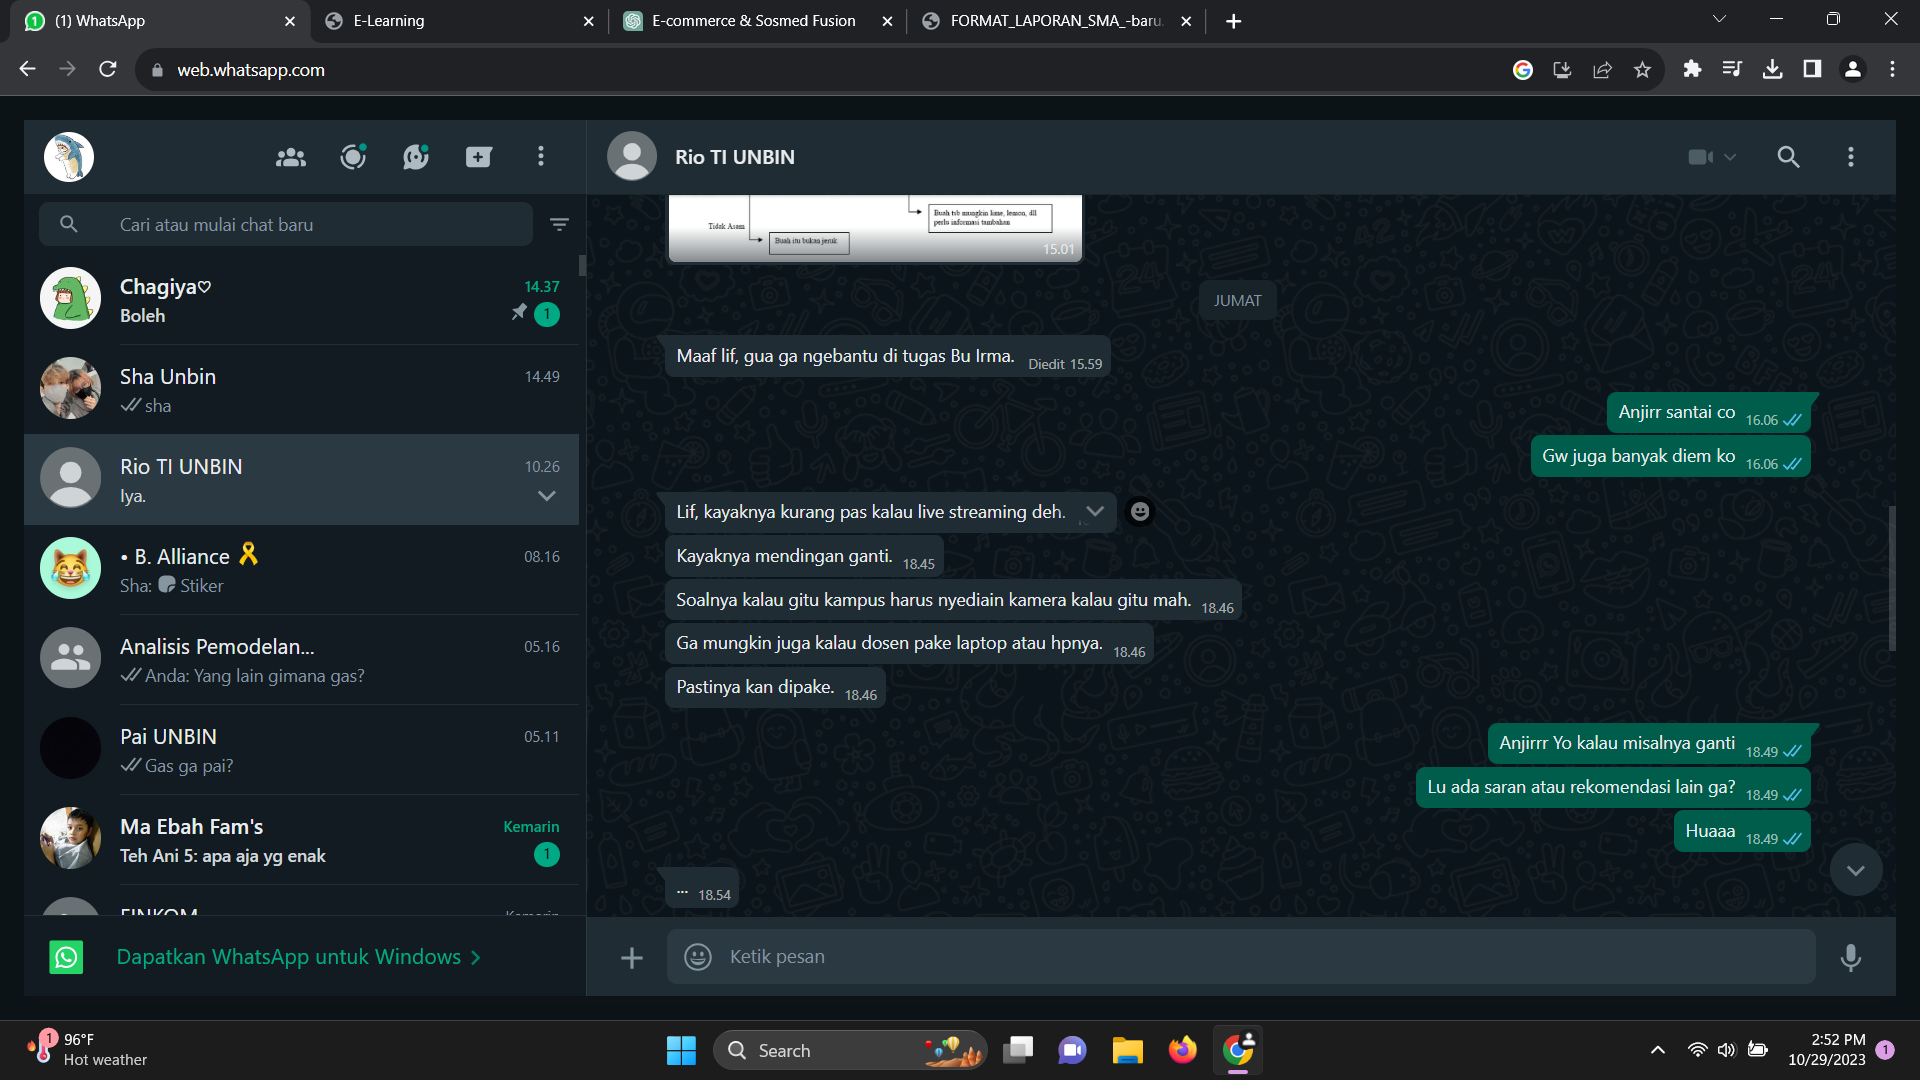 (1) WhatsApp
E-Learning
E-commerce & Sosmed Fusion
FORMAT_LAPORAN_SMA_-baru.
web.whatsapp.com
Cari atau mulai chat baru
Chagiya♡
14.37
Boleh
1
Sha Unbin
14.49
sha
Rio TI UNBIN
10.26
Iya.
• B. Alliance 🎗
08.16
Sha: Stiker
Analisis Pemodelan...
05.16
Anda: Yang lain gimana gas?
Pai UNBIN
05.11
Gas ga pai?
Ma Ebah Fam's
Kemarin
Teh Ani 5: apa aja yg enak
1
Dapatkan WhatsApp untuk Windows
Rio TI UNBIN
Buah tsb mungkin lime, lemon, dll
perlu informasi tambahan
Tidak Asam
Buah itu bukan jeruk
15.01
JUMAT
Maaf lif, gua ga ngebantu di tugas Bu Irma. Diedit 15.59
Anjirr santai co 16.06
Gw juga banyak diem ko 16.06
Lif, kayaknya kurang pas kalau live streaming deh.
Kayaknya mendingan ganti. 18.45
Soalnya kalau gitu kampus harus nyediain kamera kalau gitu mah. 18.46
Ga mungkin juga kalau dosen pake laptop atau hpnya. 18.46
Pastinya kan dipake. 18.46
Anjirrr Yo kalau misalnya ganti 18.49
Lu ada saran atau rekomendasi lain ga? 18.49
Huaaa 18.49
... 18.54
Ketik pesan
1
96°F
Hot weather
Search
2:52 PM
10/29/2023
1